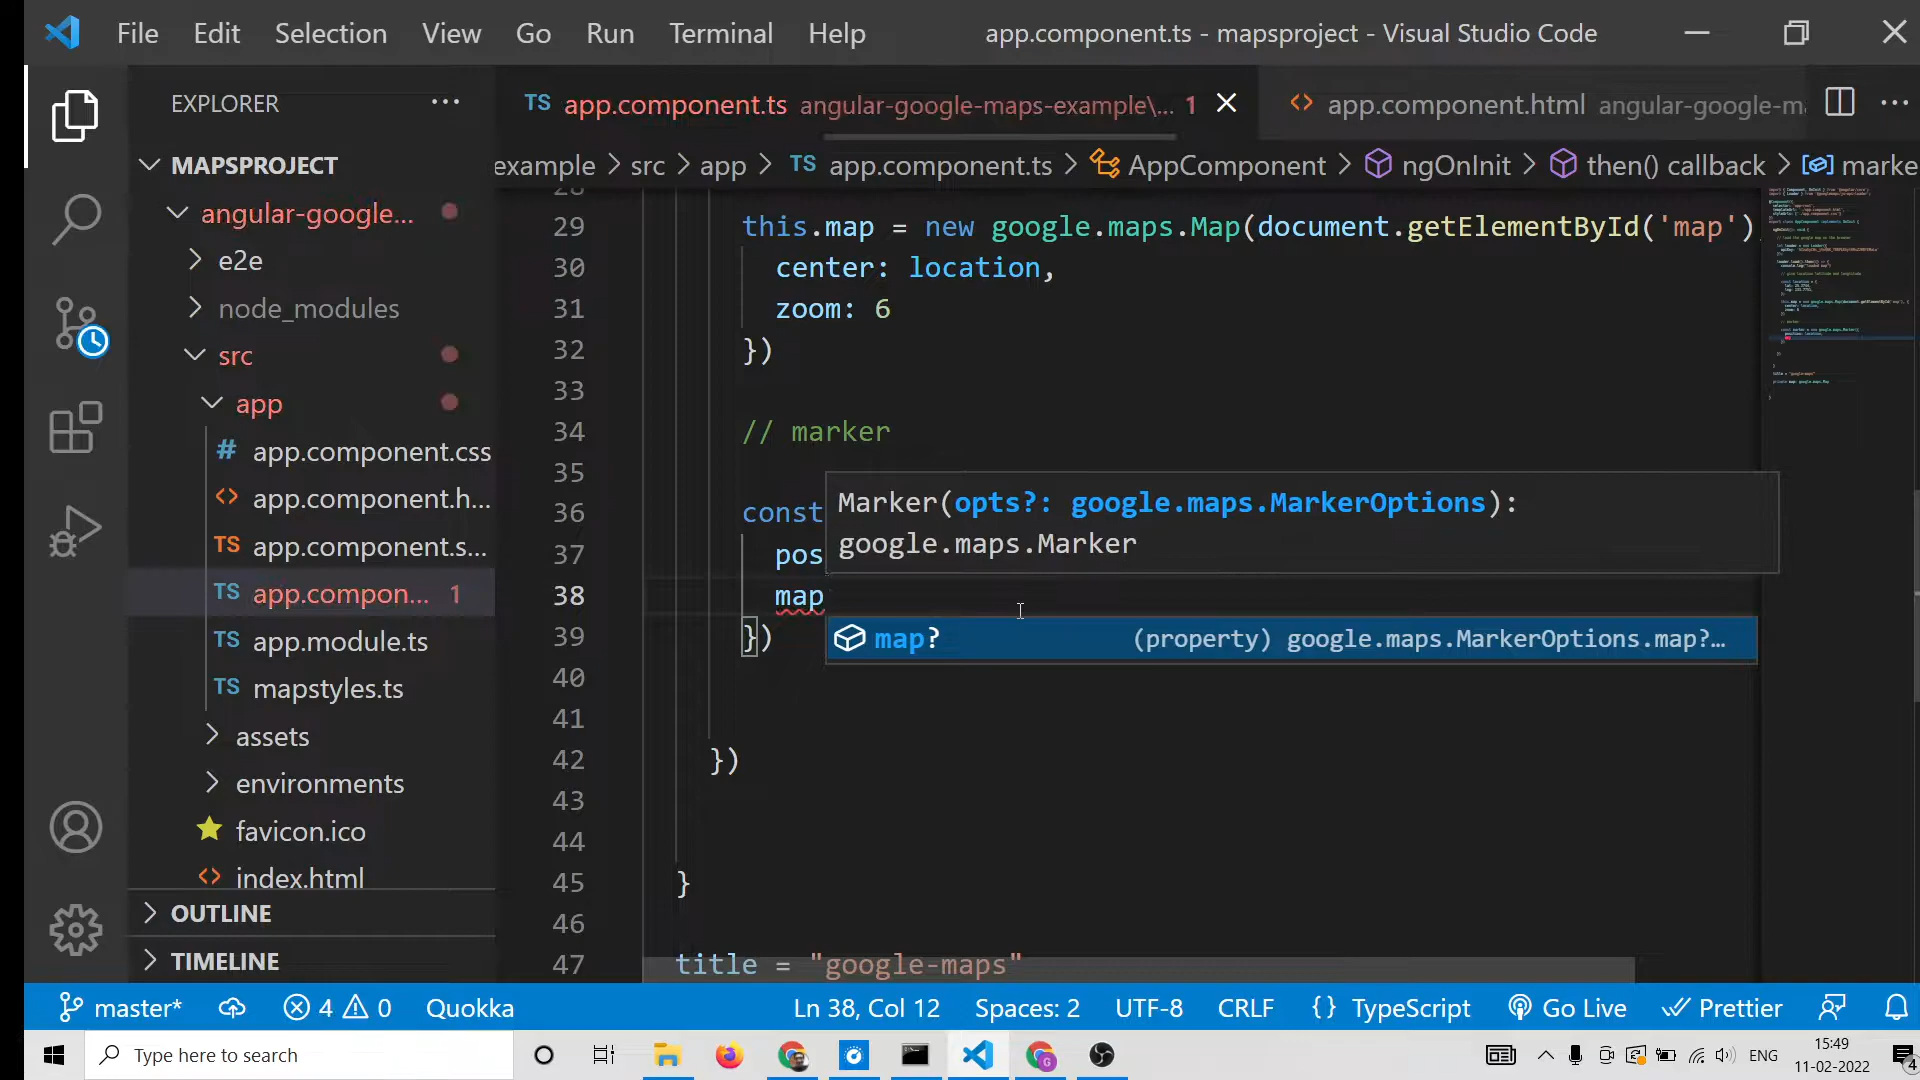 File Edit Selection View Go Run Terminal Help app.component.ts - mapsproject - Visual Studio Code
EXPLORER ...
TS app.component.ts angular-google-maps-example\... 1
<> app.component.html angular-google-m
example > src > app > TS app.component.ts > AppComponent > ngOnInit > then() callback > marke
MAPSPROJECT
angular-google...
e2e
node_modules
src
app
# app.component.css
<> app.component.h...
TS app.component.s...
TS app.compon... 1
TS app.module.ts
TS mapstyles.ts
assets
environments
favicon.ico
<> index.html
OUTLINE
TIMELINE
28
29 this.map = new google.maps.Map(document.getElementById('map')
30 center: location,
31 zoom: 6
32 })
33
34 // marker
35
36 const
37 pos
38 map
39 })
40
41
42 })
43
44
45 }
46
47 title = "google-maps"
Marker(opts?: google.maps.MarkerOptions):
google.maps.Marker
map? (property) google.maps.MarkerOptions.map?...
master* 4 0 Quokka Ln 38, Col 12 Spaces: 2 UTF-8 CRLF {} TypeScript Go Live Prettier
Type here to search
ENG
15:49
11-02-2022
4